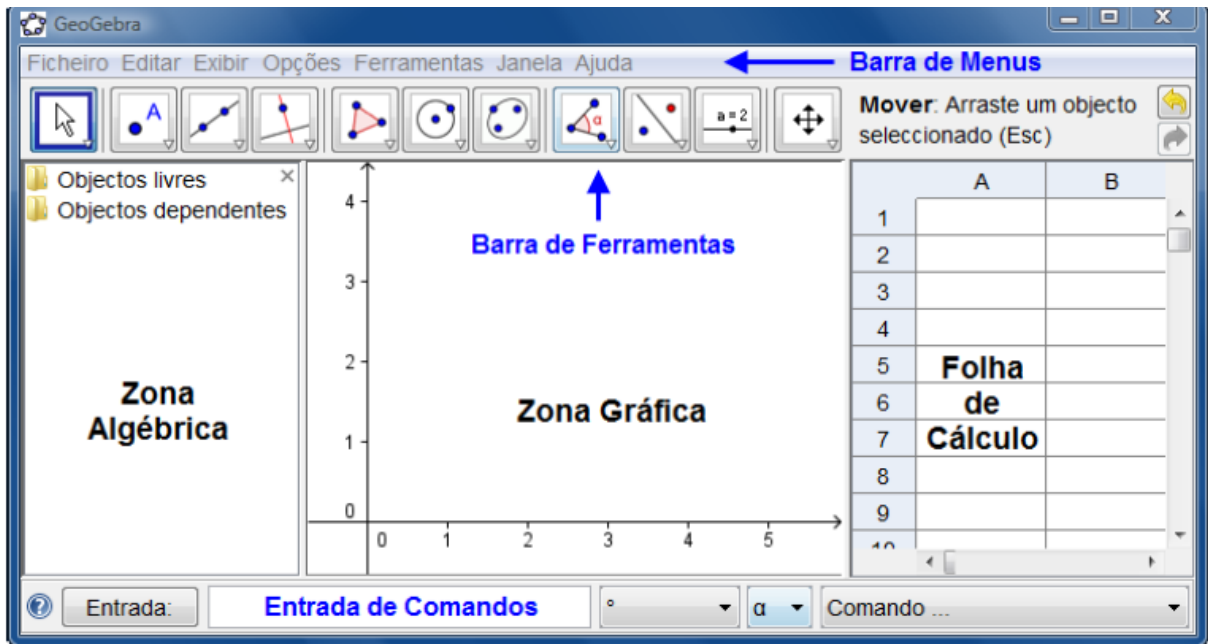 GeoGebra
Ficheiro Editar Exibir Opções Ferramentas Janela Ajuda
Barra de Menus
A
α
a = 2
Mover: Arraste um objecto
seleccionado (Esc)
Objectos livres
Objectos dependentes
Zona
Algébrica
Barra de Ferramentas
4
3
2
1
0
0 1 2 3 4 5
Zona Gráfica
A B
1
2
3
4
5
6
7
8
9
10
Folha
de
Cálculo
Entrada:
Entrada de Comandos
°
α
Comando ...